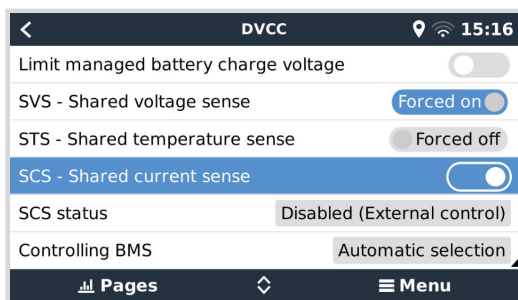 DVCC 15:16
Limit managed battery charge voltage
SVS - Shared voltage sense Forced on
STS - Shared temperature sense Forced off
SCS - Shared current sense
SCS status Disabled (External control)
Controlling BMS Automatic selection
Pages Menu